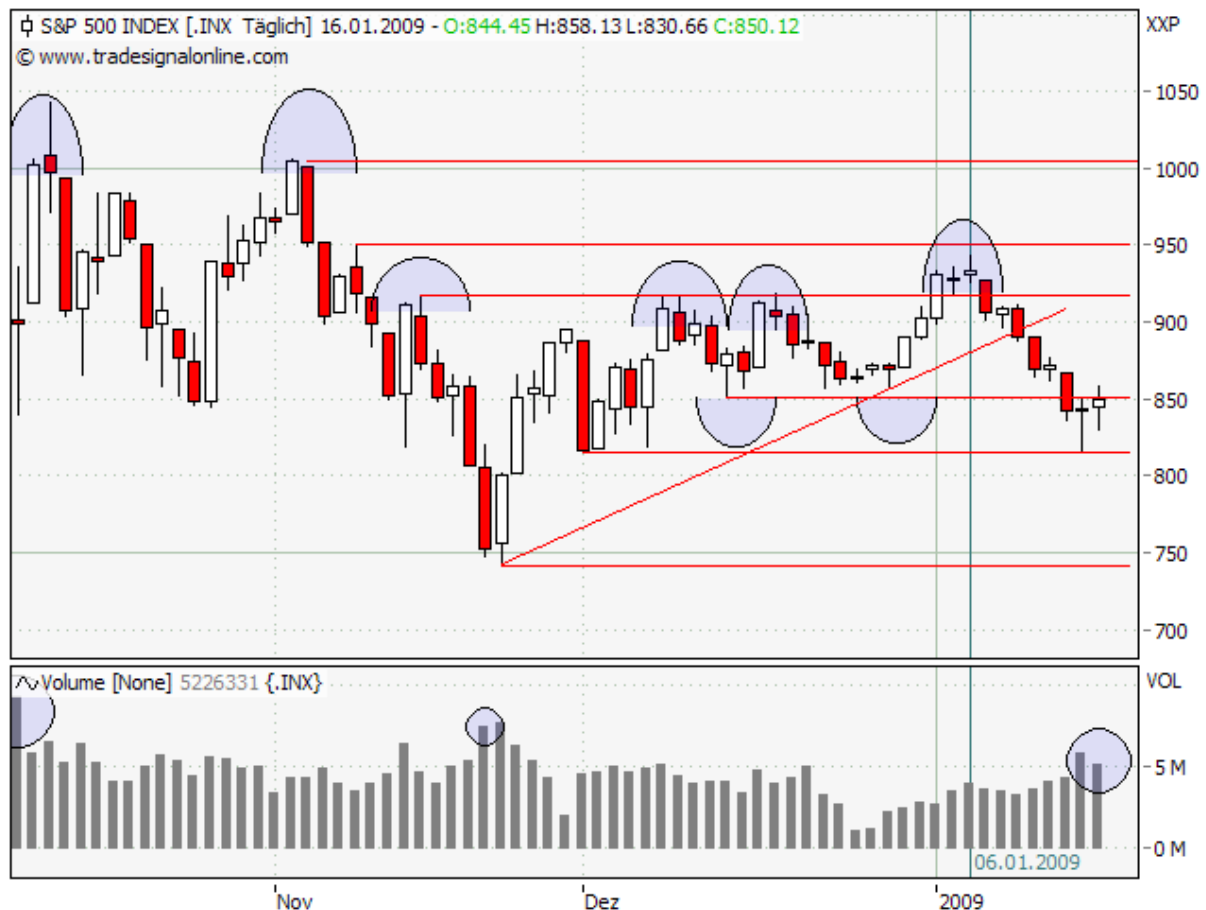 S&P 500 INDEX [.INX Täglich] 16.01.2009 - O:844.45 H:858.13 L:830.66 C:850.12
XXP
© www.tradesignalonline.com
1050
1000
950
900
850
800
750
700
Volume [None] 5226331 {.INX}
VOL
5 M
0 M
06.01.2009
Nov
Dez
2009